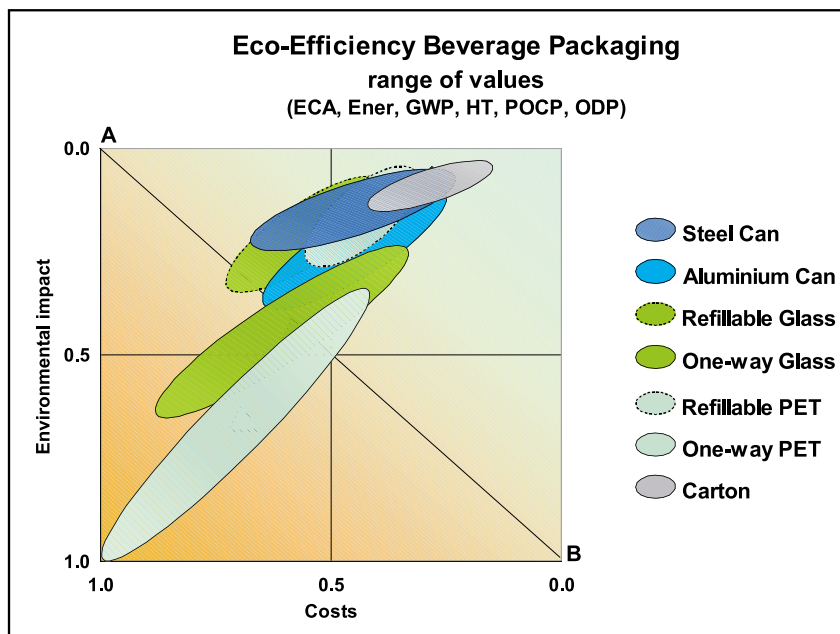 Eco-Efficiency Beverage Packaging
range of values
(ECA, Ener, GWP, HT, POCP, ODP)
A
0.0
Environmental impact
0.5
1.0
B
1.0
0.5
0.0
Costs
Steel Can
Aluminium Can
Refillable Glass
One-way Glass
Refillable PET
One-way PET
Carton